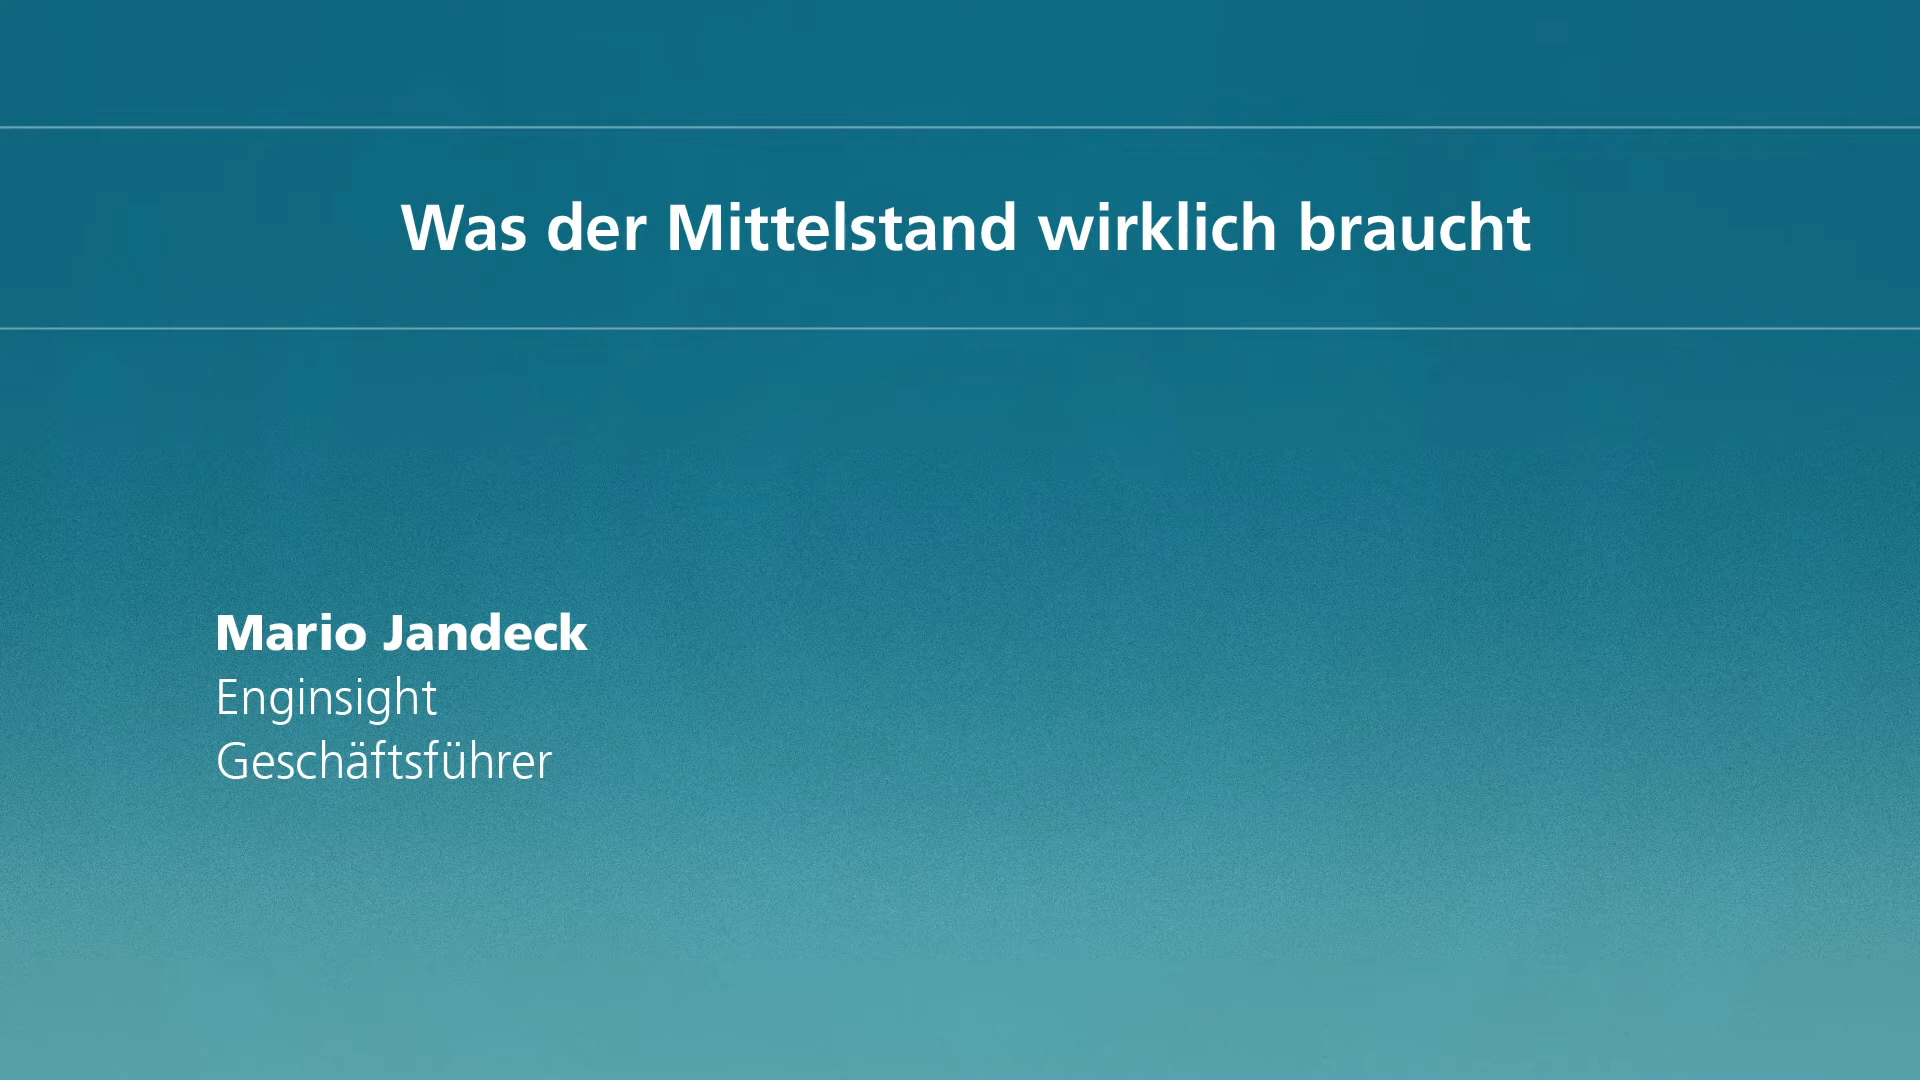 Was der Mittelstand wirklich braucht
Mario Jandeck
Enginsight
Geschäftsführer